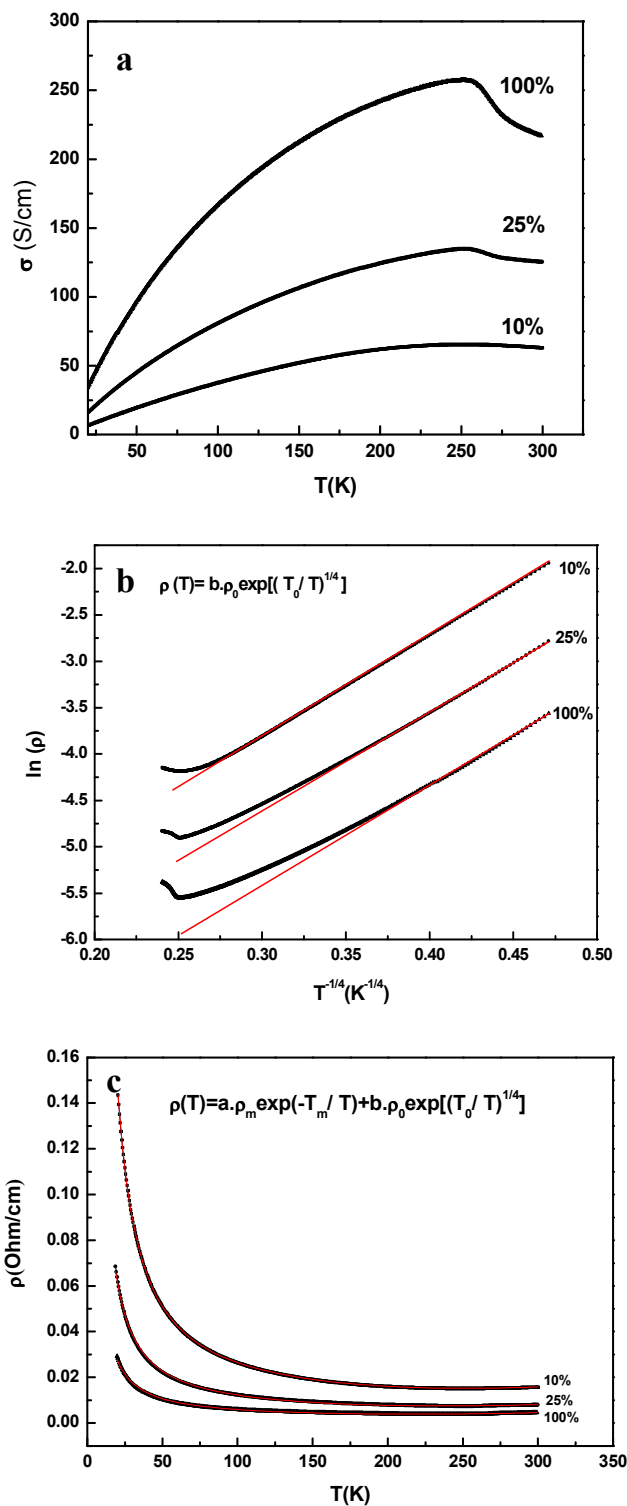 a
300
250
200
150
100
50
0
σ (S/cm)
100%
25%
10%
50 100 150 200 250 300
T(K)
b
ρ (T)= b.ρ₀exp[( T₀/ T)^{1/4} ]
-2.0
-2.5
-3.0
-3.5
-4.0
-4.5
-5.0
-5.5
-6.0
ln (ρ)
10%
25%
100%
0.20 0.25 0.30 0.35 0.40 0.45 0.50
T^{-1/4}(K^{-1/4})
c
ρ(T)=a.ρₘexp(-Tₘ/ T)+b.ρ₀exp[(T₀/ T)^{1/4}]
0.16
0.14
0.12
0.10
0.08
0.06
0.04
0.02
0.00
ρ(Ohm/cm)
10%
25%
100%
0 50 100 150 200 250 300 350
T(K)